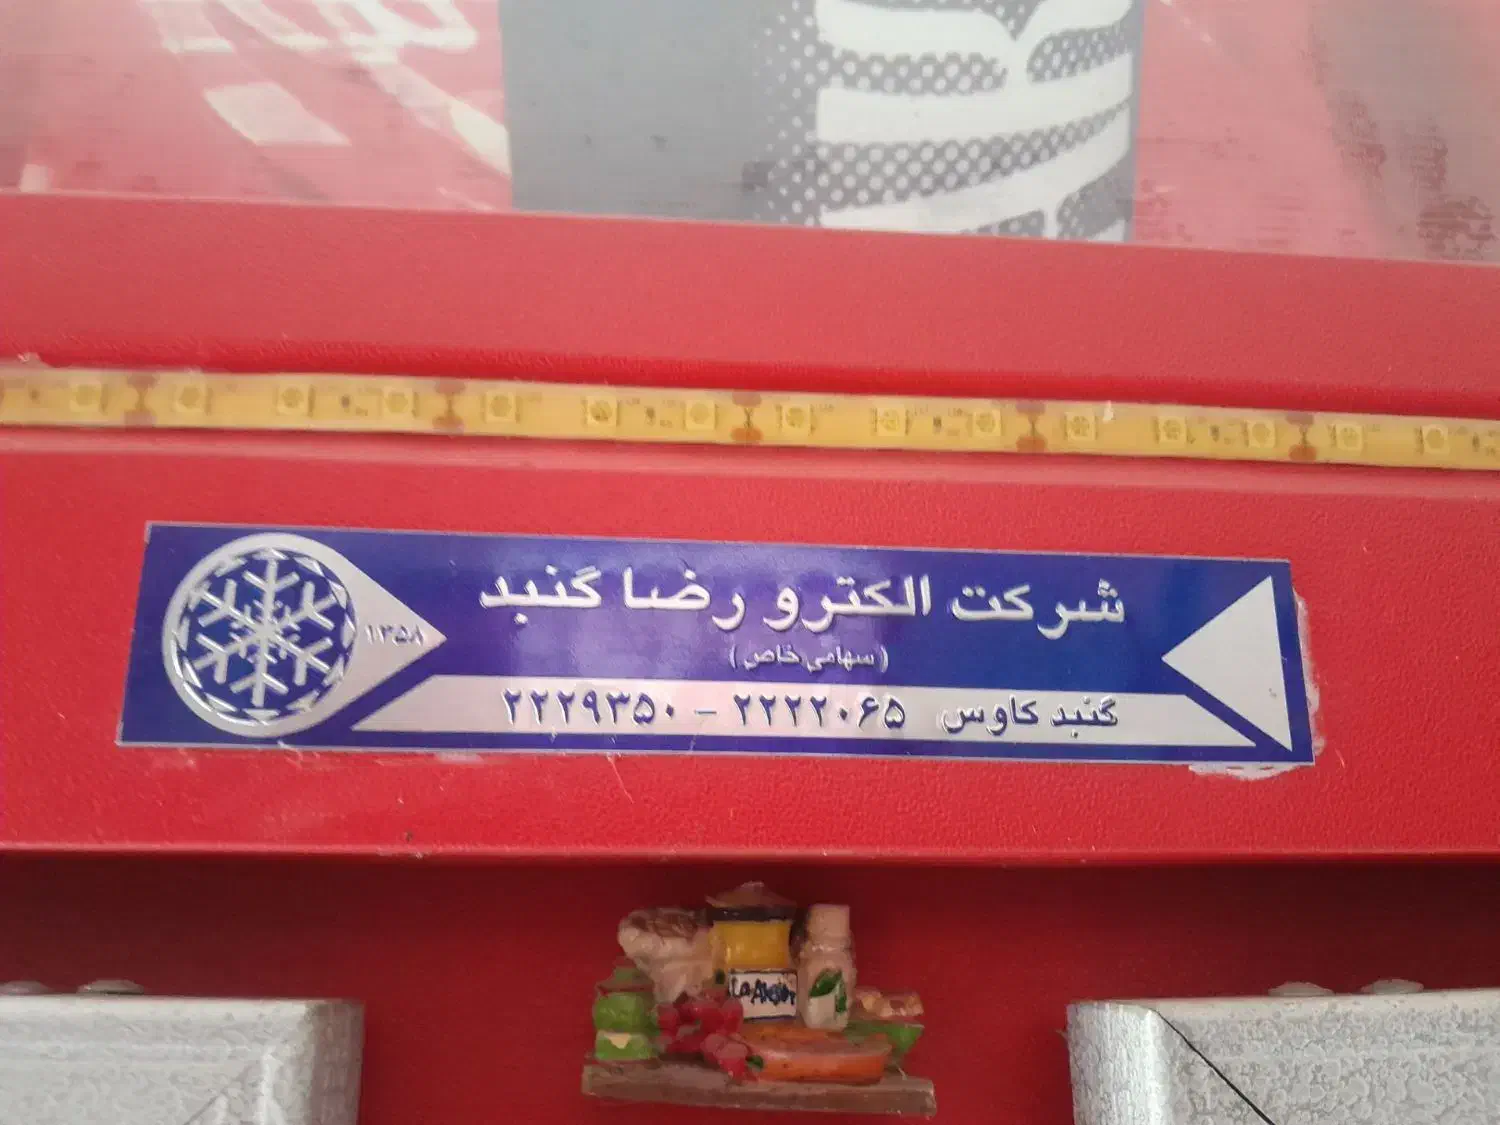 شرکت الکترو رضا گنبد
(سهامی خاص)
گنبد کاوس ۲۲۲۲۰۶۵ - ۲۲۲۹۳۵۰
۱۳۵۸